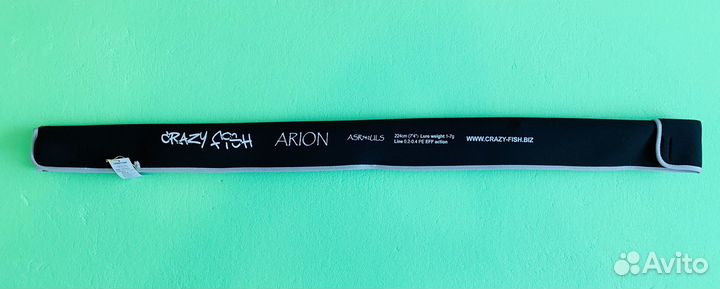 CRAZY FISH
ARION
ASR741ULS
224cm (7'4") Lure weight 1-7g
Line 0.2-0.4 PE EFF action
WWW.CRAZY-FISH.BIZ
Avito